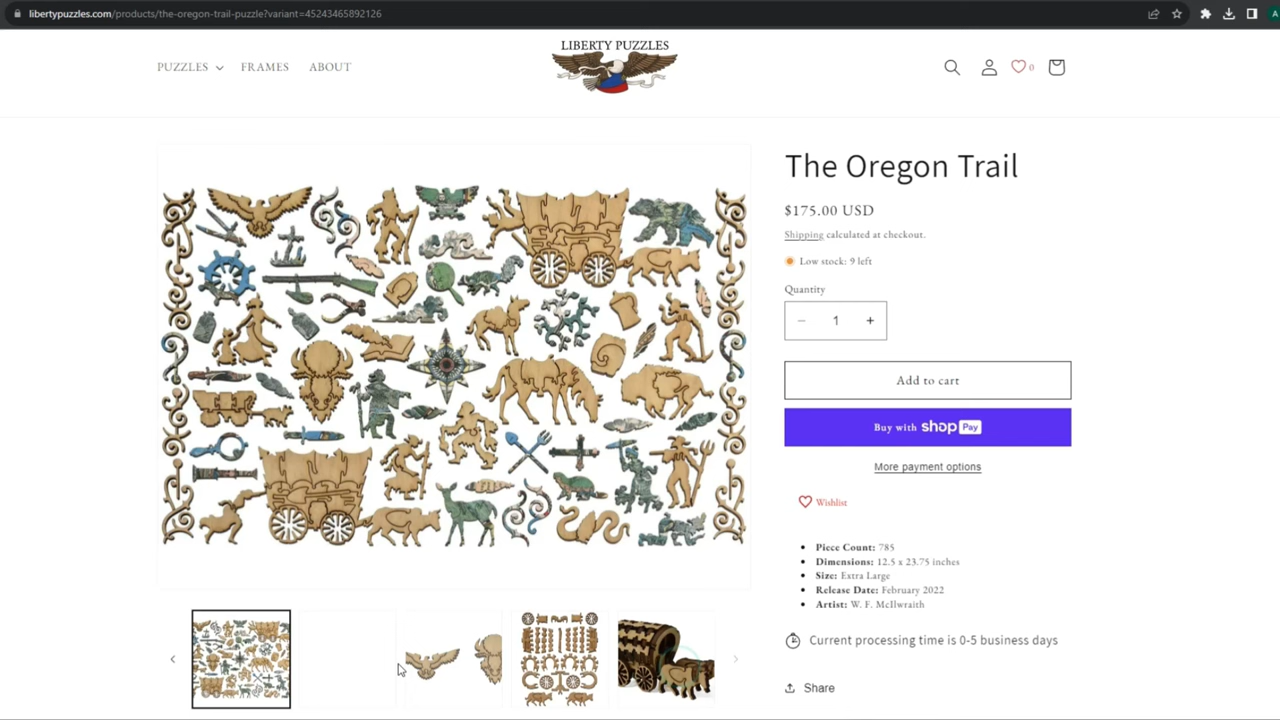 libertypuzzles.com/products/the-oregon-trail-puzzle?variant=45243465892126
A
PUZZLES FRAMES ABOUT
LIBERTY PUZZLES
0
The Oregon Trail
$175.00 USD
Shipping calculated at checkout.
Low stock: 9 left
Quantity
− 1 +
Add to cart
Buy with shop Pay
More payment options
Wishlist
• Piece Count: 785
• Dimensions: 12.5 x 23.75 inches
• Size: Extra Large
• Release Date: February 2022
• Artist: W. F. McIlwraith
Current processing time is 0-5 business days
Share